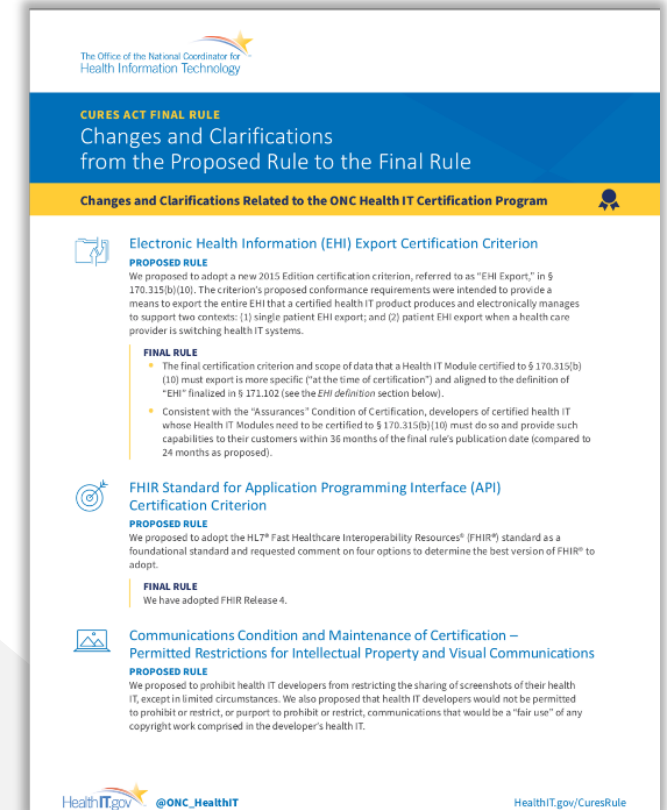 The Office of the National Coordinator for
Health Information Technology
CURES ACT FINAL RULE
Changes and Clarifications
from the Proposed Rule to the Final Rule
Changes and Clarifications Related to the ONC Health IT Certification Program
Electronic Health Information (EHI) Export Certification Criterion
PROPOSED RULE
We proposed to adopt a new 2015 Edition certification criterion, referred to as “EHI Export,” in §
170.315(b)(10). The criterion’s proposed conformance requirements were intended to provide a
means to export the entire EHI that a certified health IT product produces and electronically manages
to support two contexts: (1) single patient EHI export; and (2) patient EHI export when a health care
provider is switching health IT systems.
FINAL RULE
▪ The final certification criterion and scope of data that a Health IT Module certified to § 170.315(b)
(10) must export is more specific (“at the time of certification”) and aligned to the definition of
“EHI” finalized in § 171.102 (see the EHI definition section below).
▪ Consistent with the “Assurances” Condition of Certification, developers of certified health IT
whose Health IT Modules need to be certified to § 170.315(b)(10) must do so and provide such
capabilities to their customers within 36 months of the final rule’s publication date (compared to
24 months as proposed).
FHIR Standard for Application Programming Interface (API)
Certification Criterion
PROPOSED RULE
We proposed to adopt the HL7® Fast Healthcare Interoperability Resources® (FHIR®) standard as a
foundational standard and requested comment on four options to determine the best version of FHIR® to
adopt.
FINAL RULE
We have adopted FHIR Release 4.
Communications Condition and Maintenance of Certification –
Permitted Restrictions for Intellectual Property and Visual Communications
PROPOSED RULE
We proposed to prohibit health IT developers from restricting the sharing of screenshots of their health
IT, except in limited circumstances. We also proposed that health IT developers would not be permitted
to prohibit or restrict, or purport to prohibit or restrict, communications that would be a “fair use” of any
copyright work comprised in the developer’s health IT.
HealthIT.gov @ONC_HealthIT HealthIT.gov/CuresRule